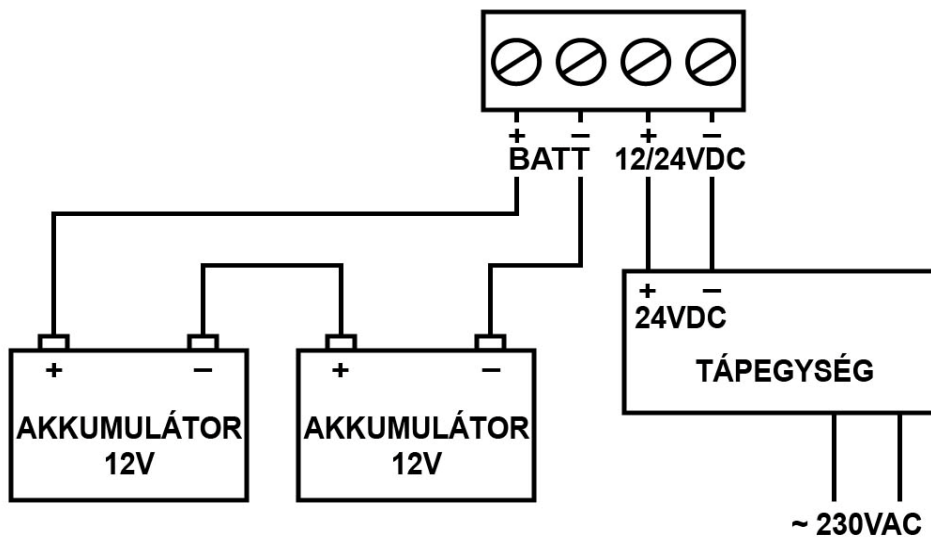 + − + −
BATT 12/24VDC
+ −
24VDC
TÁPEGYSÉG
+ −
AKKUMULÁTOR
12V
+ −
AKKUMULÁTOR
12V
~ 230VAC